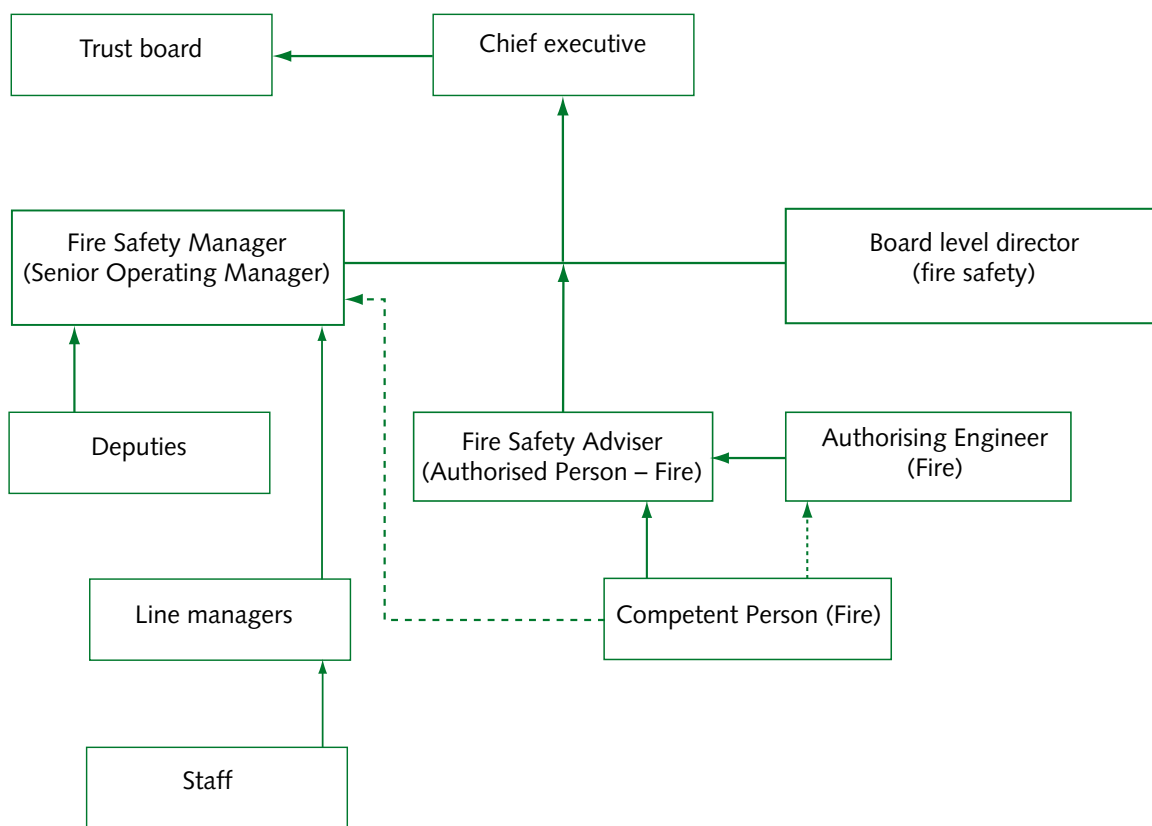 Trust board
Chief executive
Fire Safety Manager
(Senior Operating Manager)
Board level director
(fire safety)
Deputies
Fire Safety Adviser
(Authorised Person – Fire)
Authorising Engineer
(Fire)
Line managers
Competent Person (Fire)
Staff